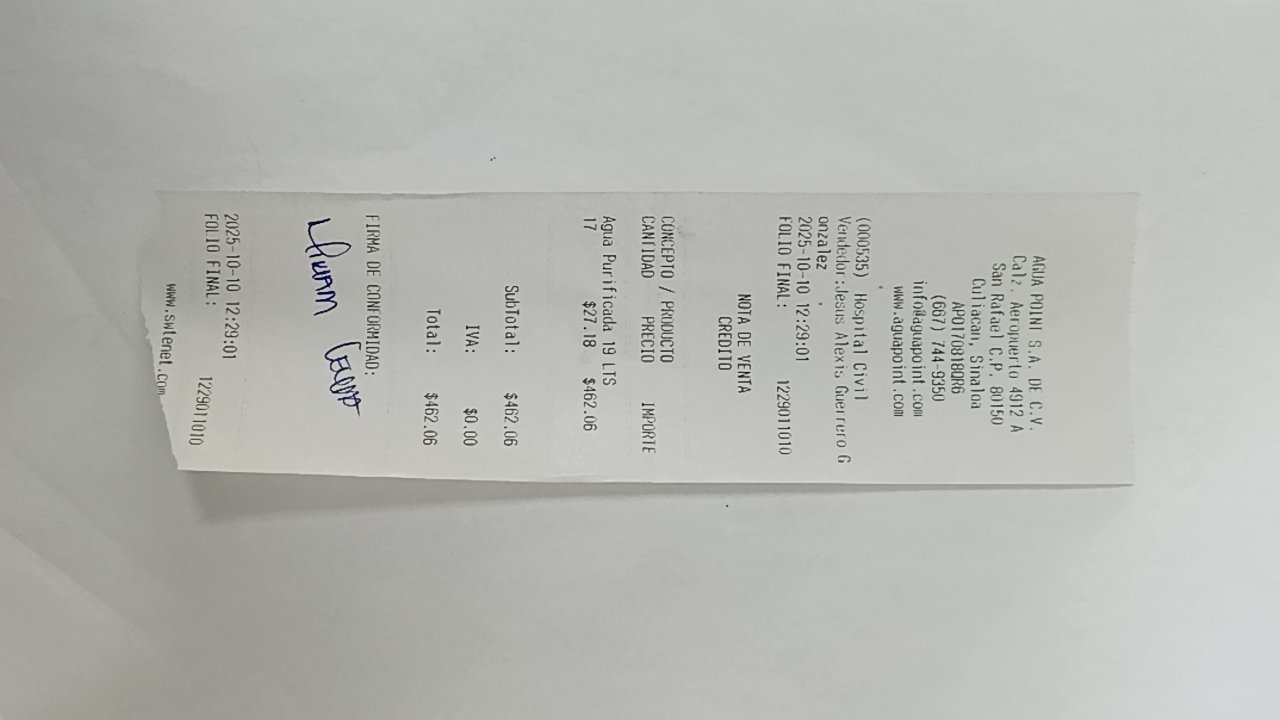 AGUA POINT S.A. DE C.V.
Calz. Aeropuerto 4912 A
San Rafael C.P. 80150
Culiacan, Sinaloa
APO170818QR6
(667) 744-9350
info@aguapoint.com
www.aguapoint.com
(000535) Hospital Civil
Vendedor:Jesus Alexis Guerrero G
onzalez
2025-10-10 12:29:01
FOLIO FINAL: 1229011010
NOTA DE VENTA
CREDITO
CONCEPTO / PRODUCTO
CANTIDAD PRECIO IMPORTE
Agua Purificada 19 LTS
17 $27.18 $462.06
SubTotal: $462.06
IVA: $0.00
Total: $462.06
FIRMA DE CONFORMIDAD:
2025-10-10 12:29:01
FOLIO FINAL: 1229011010
www.swlenet.com